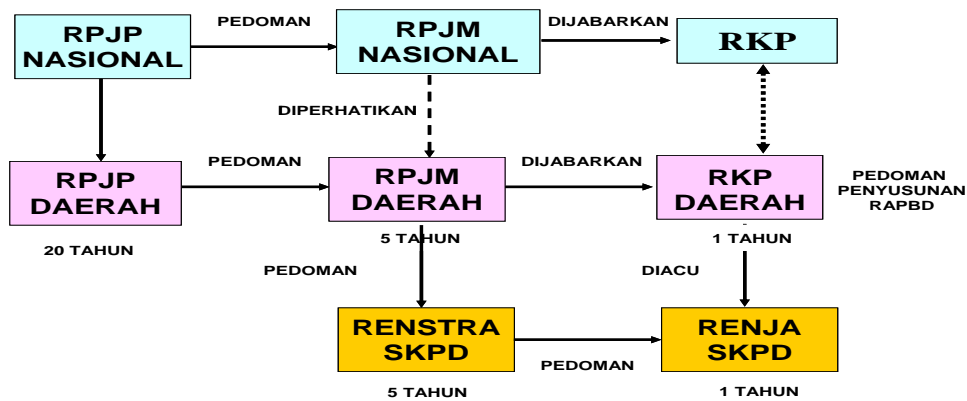 RPJP
NASIONAL
PEDOMAN
RPJM
NASIONAL
DIJABARKAN
RKP
DIPERHATIKAN
RPJP
DAERAH
PEDOMAN
RPJM
DAERAH
DIJABARKAN
RKP
DAERAH
PEDOMAN
PENYUSUNAN
RAPBD
20 TAHUN
5 TAHUN
1 TAHUN
PEDOMAN
DIACU
RENSTRA
SKPD
PEDOMAN
RENJA
SKPD
5 TAHUN
1 TAHUN